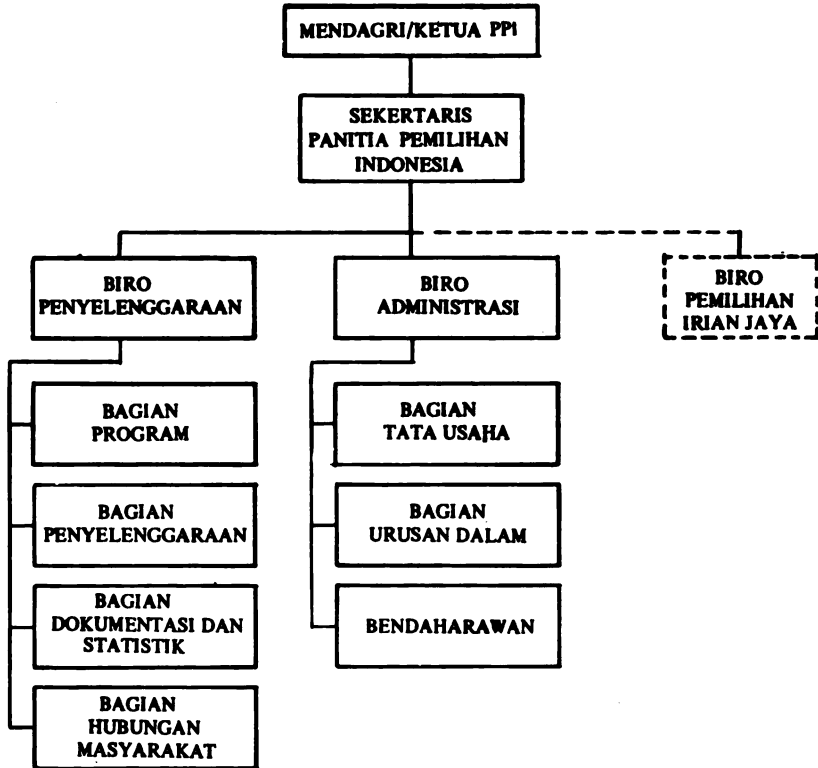 MENDAGRI/KETUA PPI
SEKERTARIS
PANITIA PEMILIHAN
INDONESIA
BIRO
PENYELENGGARAAN
BIRO
ADMINISTRASI
BIRO
PEMILIHAN
IRIAN JAYA
BAGIAN
PROGRAM
BAGIAN
PENYELENGGARAAN
BAGIAN
DOKUMENTASI DAN
STATISTIK
BAGIAN
HUBUNGAN
MASYARAKAT
BAGIAN
TATA USAHA
BAGIAN
URUSAN DALAM
BENDAHARAWAN